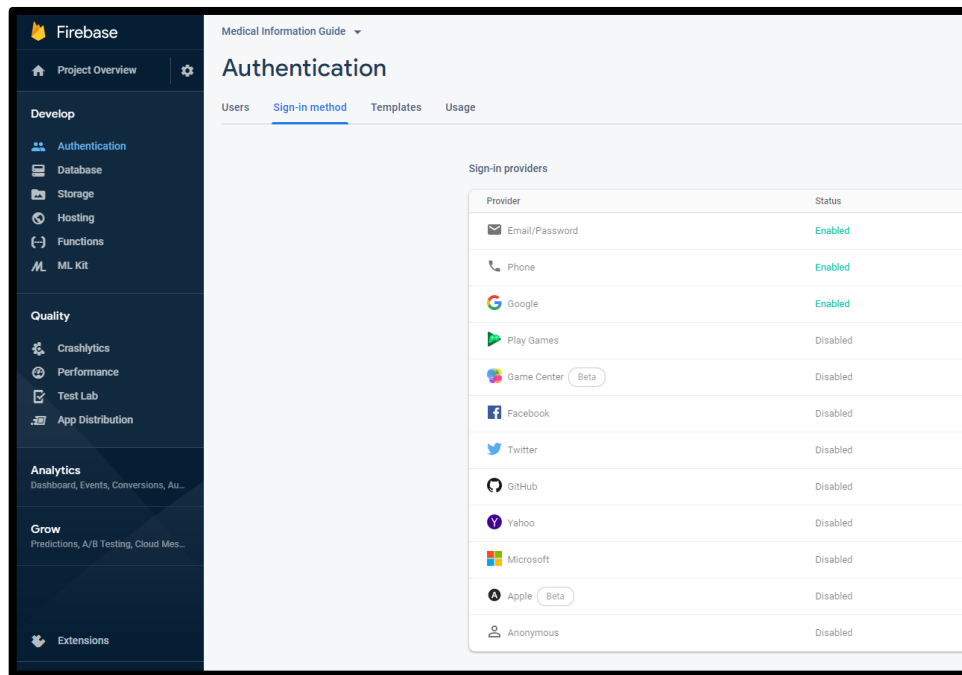 Firebase
Project Overview
Develop
Authentication
Database
Storage
Hosting
Functions
ML Kit
Quality
Crashlytics
Performance
Test Lab
App Distribution
Analytics
Dashboard, Events, Conversions, Au...
Grow
Predictions, A/B Testing, Cloud Mes...
Extensions
Medical Information Guide
Authentication
Users Sign-in method Templates Usage
Sign-in providers
Provider Status
Email/Password Enabled
Phone Enabled
Google Enabled
Play Games Disabled
Game Center Beta Disabled
Facebook Disabled
Twitter Disabled
GitHub Disabled
Yahoo Disabled
Microsoft Disabled
Apple Beta Disabled
Anonymous Disabled